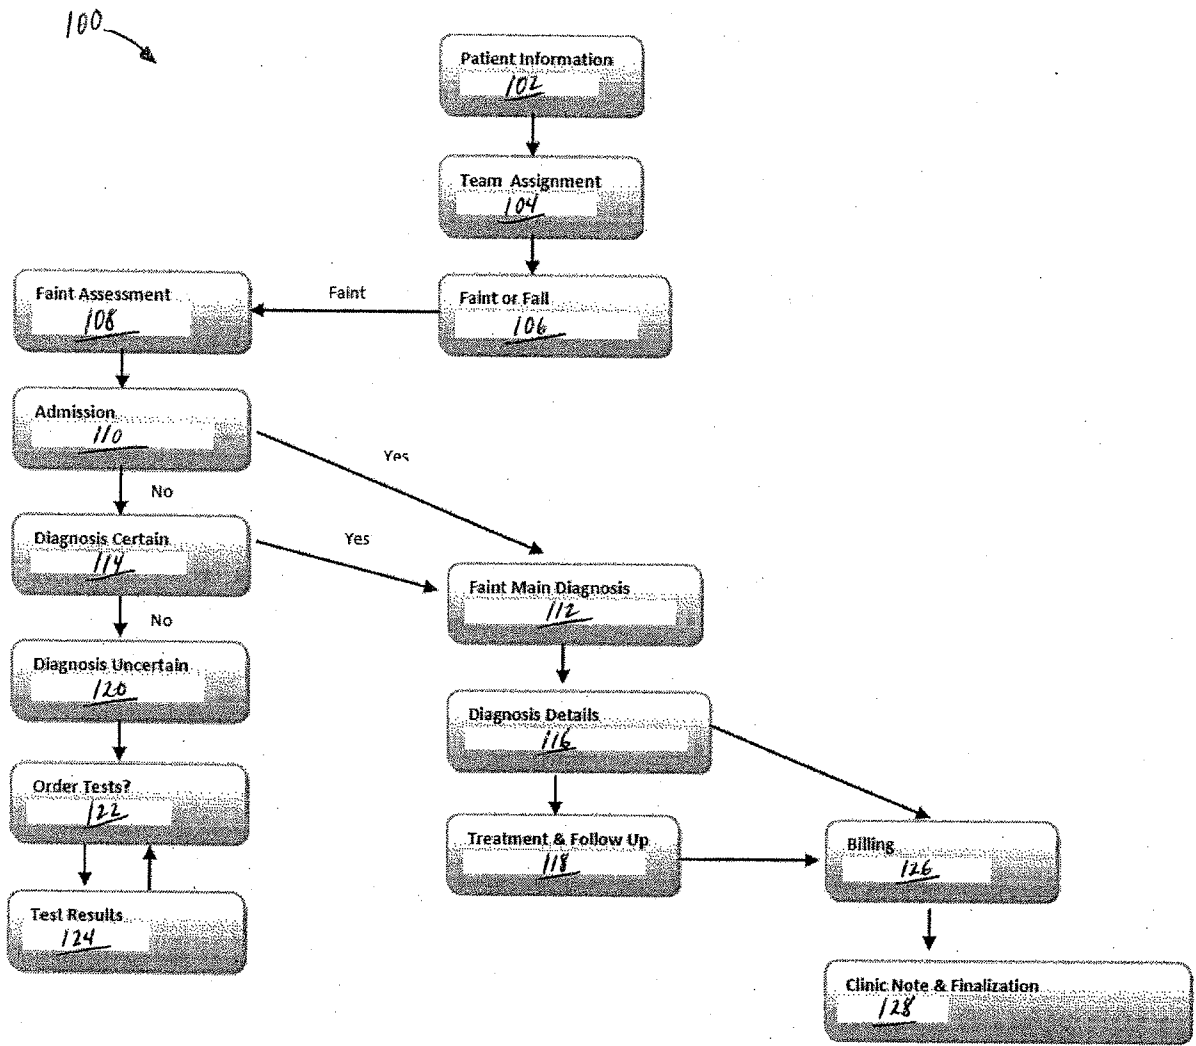 100
Patient Information
102
Team Assignment
104
Faint or Fall
106
Faint
Faint Assessment
108
Admission
110
Yes
No
Diagnosis Certain
114
Yes
No
Faint Main Diagnosis
112
Diagnosis Uncertain
120
Diagnosis Details
116
Order Tests?
122
Treatment & Follow Up
118
Billing
126
Test Results
124
Clinic Note & Finalization
128